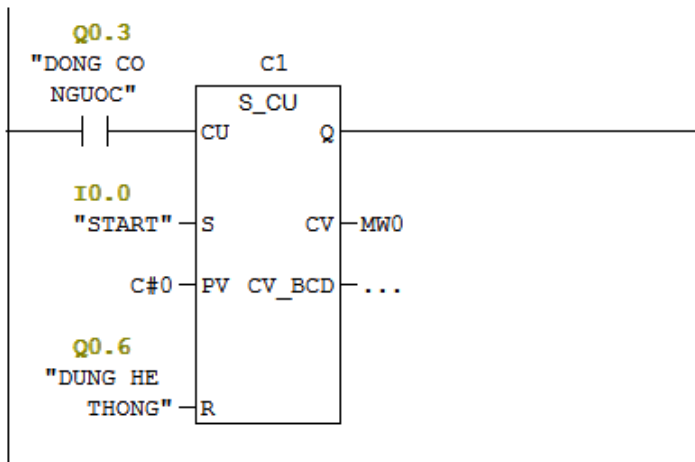 Q0.3
"DONG CO
NGUOC"
C1
S_CU
CU Q
I0.0
"START" S CV MW0
C#0 PV CV_BCD ...
Q0.6
"DUNG HE
THONG" R